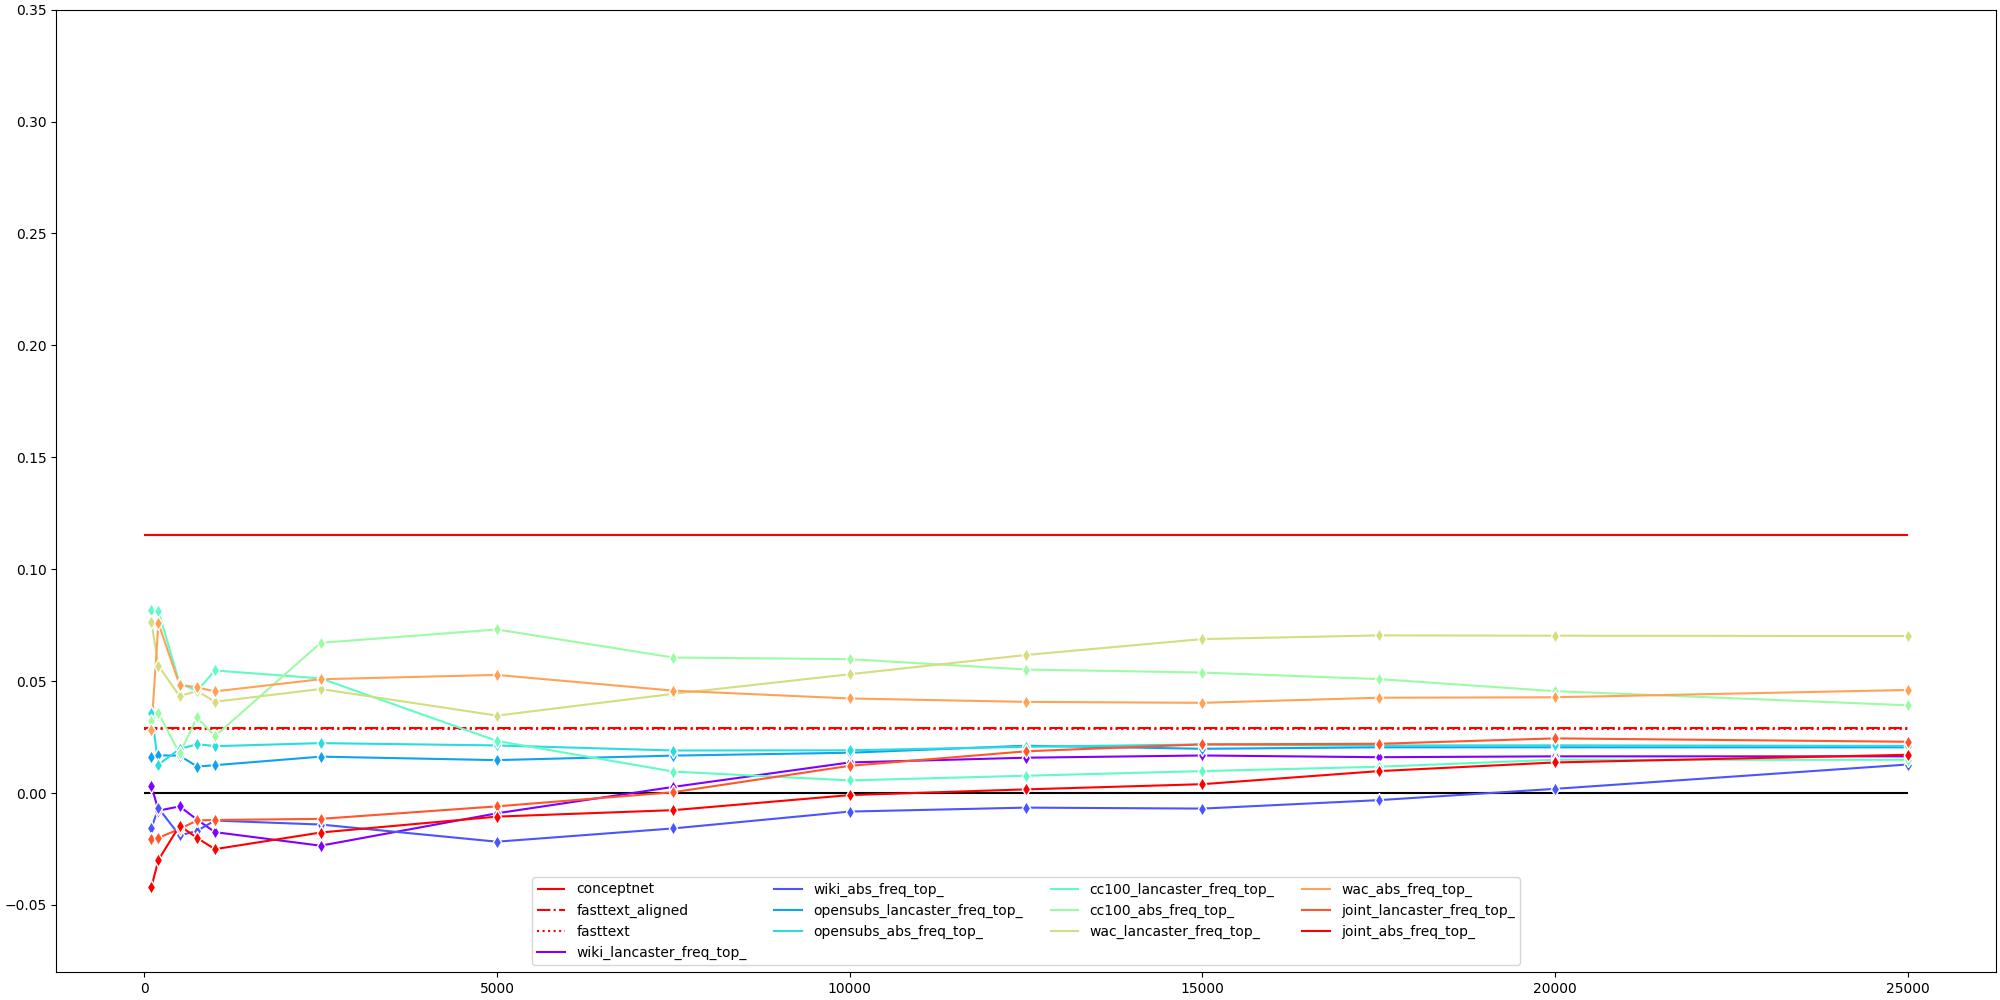 0.35
0.30
0.25
0.20
0.15
0.10
0.05
0.00
−0.05
conceptnet
fasttext_aligned
fasttext
wiki_lancaster_freq_top_
wiki_abs_freq_top_
opensubs_lancaster_freq_top_
opensubs_abs_freq_top_
cc100_lancaster_freq_top_
cc100_abs_freq_top_
wac_lancaster_freq_top_
wac_abs_freq_top_
joint_lancaster_freq_top_
joint_abs_freq_top_
0 5000 10000 15000 20000 25000